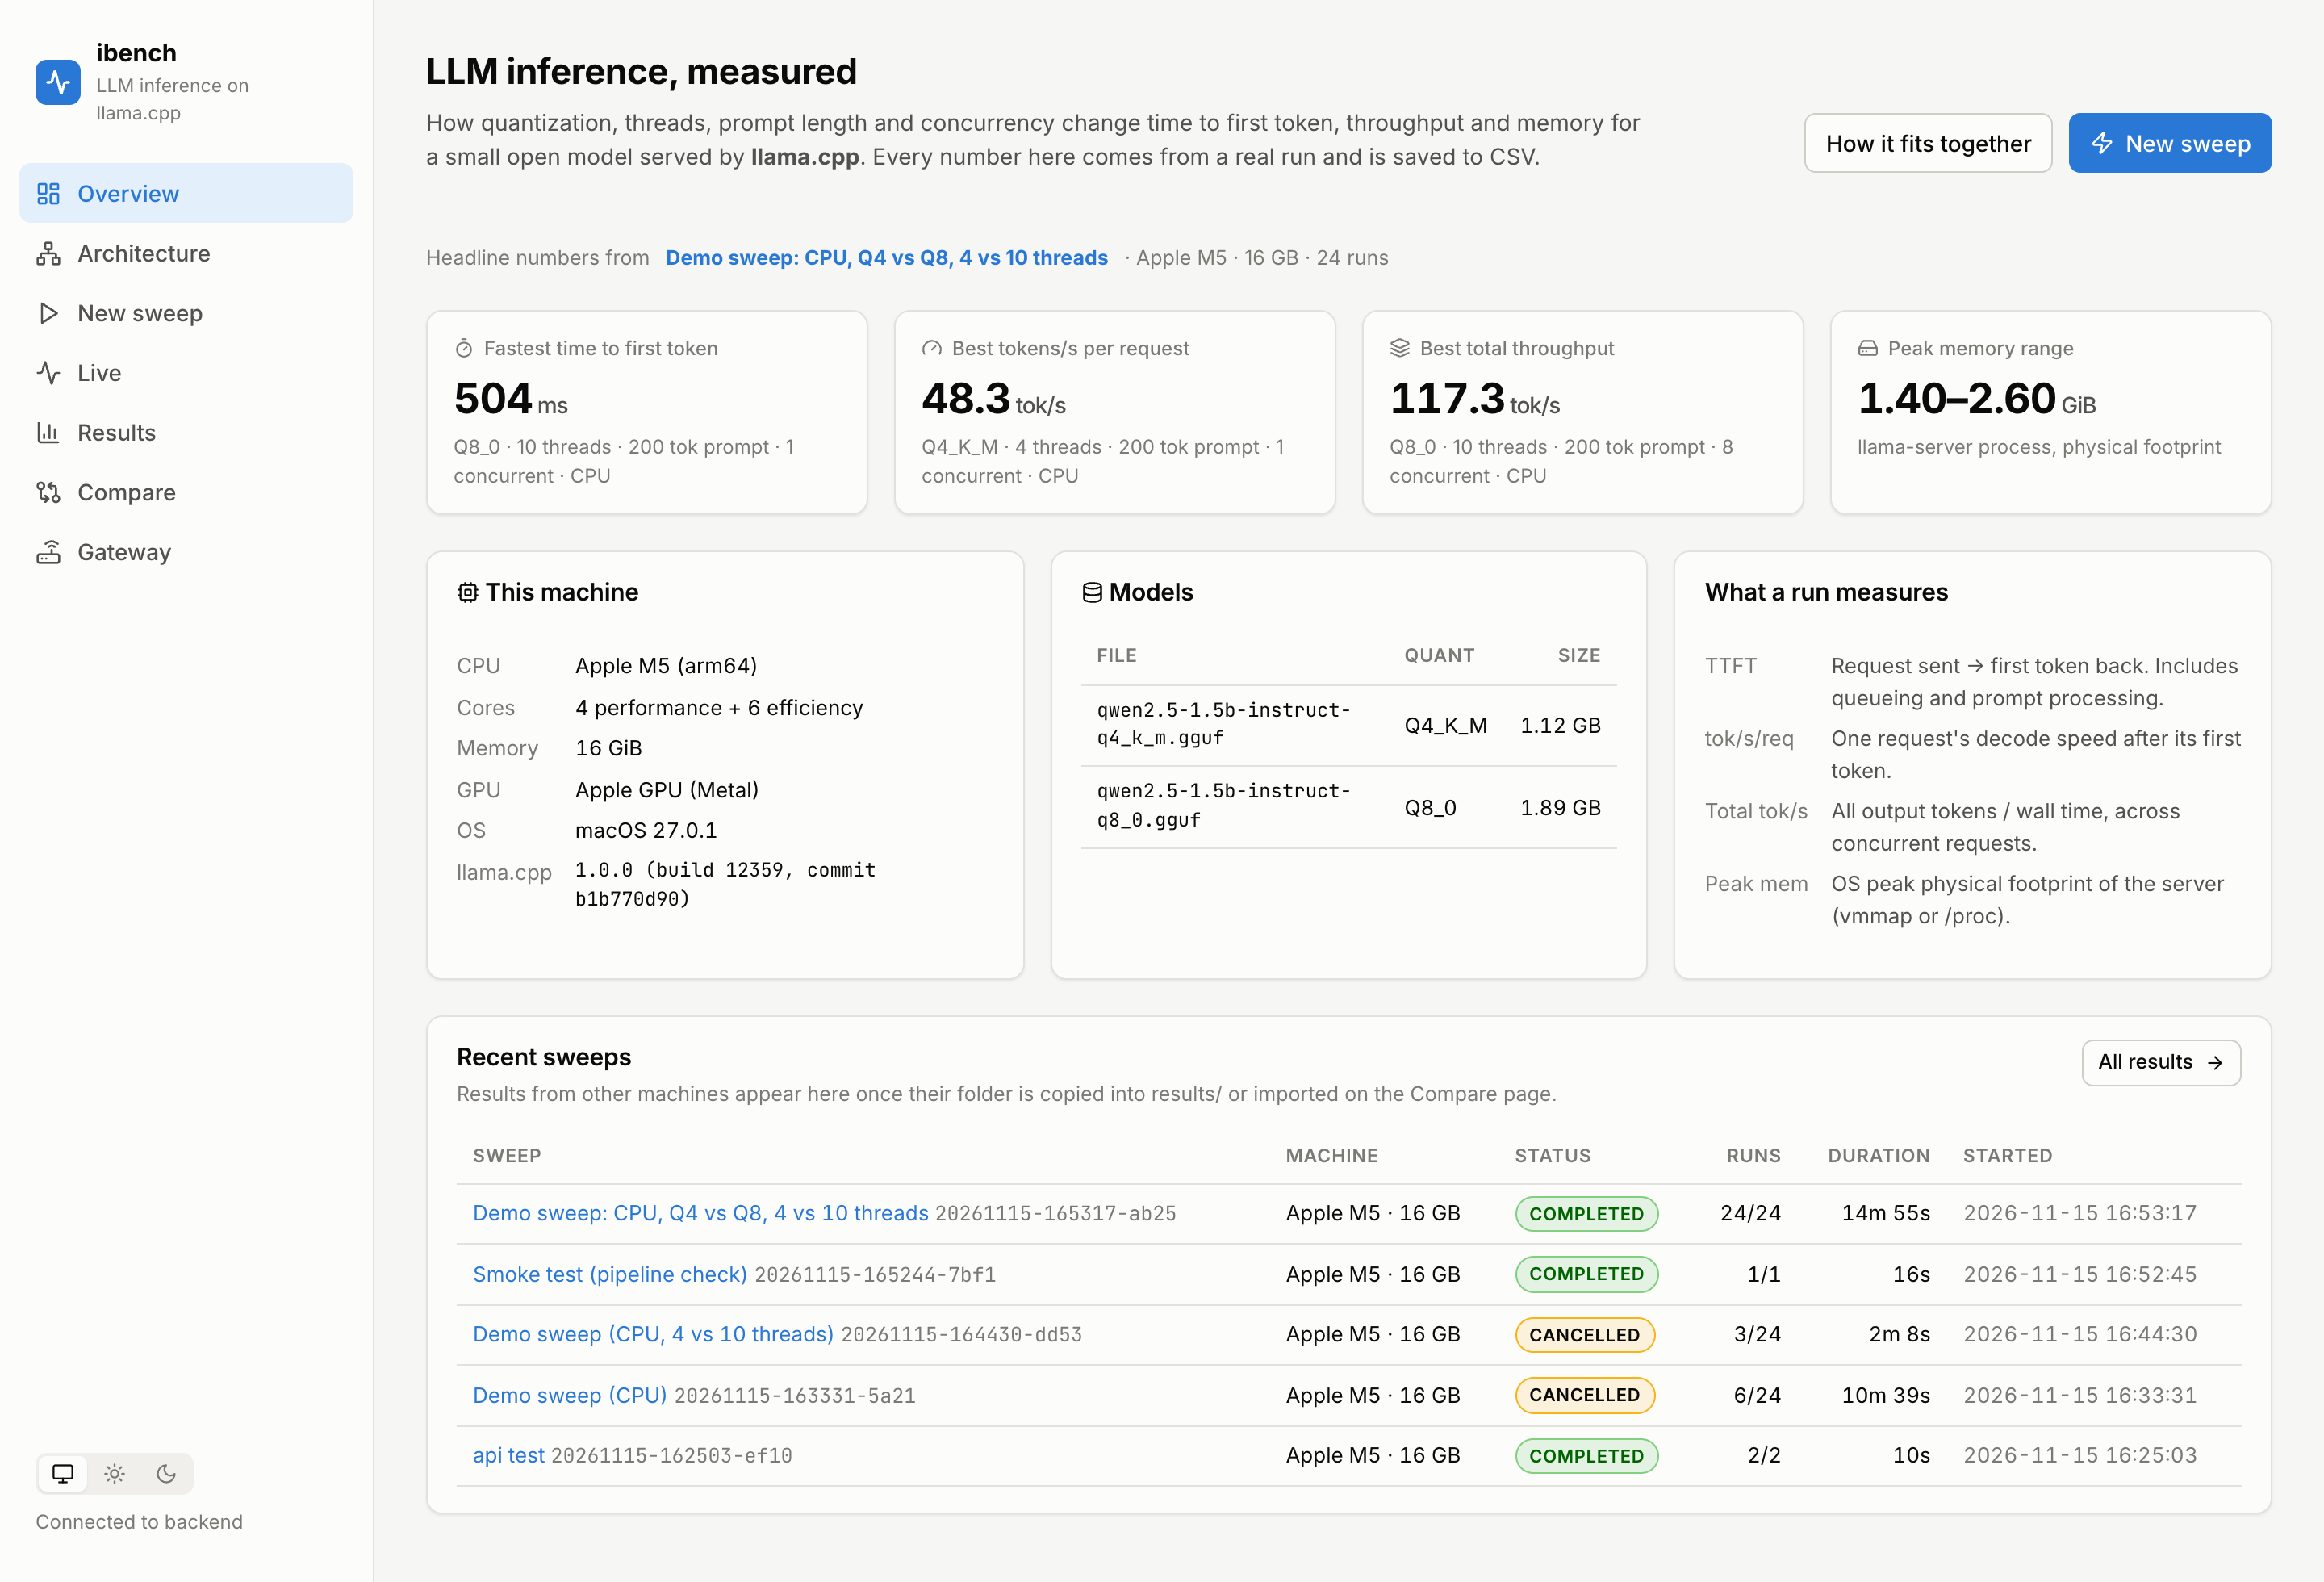 ibench
LLM inference on
llama.cpp
Overview
Architecture
New sweep
Live
Results
Compare
Gateway
Connected to backend
LLM inference, measured
How quantization, threads, prompt length and concurrency change time to first token, throughput and memory for
a small open model served by llama.cpp. Every number here comes from a real run and is saved to CSV.
How it fits together
New sweep
Headline numbers from Demo sweep: CPU, Q4 vs Q8, 4 vs 10 threads · Apple M5 · 16 GB · 24 runs
Fastest time to first token
504 ms
Q8_0 · 10 threads · 200 tok prompt · 1
concurrent · CPU
Best tokens/s per request
48.3 tok/s
Q4_K_M · 4 threads · 200 tok prompt · 1
concurrent · CPU
Best total throughput
117.3 tok/s
Q8_0 · 10 threads · 200 tok prompt · 8
concurrent · CPU
Peak memory range
1.40–2.60 GiB
llama-server process, physical footprint
This machine
CPU Apple M5 (arm64)
Cores 4 performance + 6 efficiency
Memory 16 GiB
GPU Apple GPU (Metal)
OS macOS 27.0.1
llama.cpp 1.0.0 (build 12359, commit
b1b770d90)
Models
FILE QUANT SIZE
qwen2.5-1.5b-instruct-
q4_k_m.gguf Q4_K_M 1.12 GB
qwen2.5-1.5b-instruct-
q8_0.gguf Q8_0 1.89 GB
What a run measures
TTFT Request sent → first token back. Includes
queueing and prompt processing.
tok/s/req One request's decode speed after its first
token.
Total tok/s All output tokens / wall time, across
concurrent requests.
Peak mem OS peak physical footprint of the server
(vmmap or /proc).
Recent sweeps
Results from other machines appear here once their folder is copied into results/ or imported on the Compare page.
All results →
SWEEP MACHINE STATUS RUNS DURATION STARTED
Demo sweep: CPU, Q4 vs Q8, 4 vs 10 threads 20261115-165317-ab25 Apple M5 · 16 GB COMPLETED 24/24 14m 55s 2026-11-15 16:53:17
Smoke test (pipeline check) 20261115-165244-7bf1 Apple M5 · 16 GB COMPLETED 1/1 16s 2026-11-15 16:52:45
Demo sweep (CPU, 4 vs 10 threads) 20261115-164430-dd53 Apple M5 · 16 GB CANCELLED 3/24 2m 8s 2026-11-15 16:44:30
Demo sweep (CPU) 20261115-163331-5a21 Apple M5 · 16 GB CANCELLED 6/24 10m 39s 2026-11-15 16:33:31
api test 20261115-162503-ef10 Apple M5 · 16 GB COMPLETED 2/2 10s 2026-11-15 16:25:03